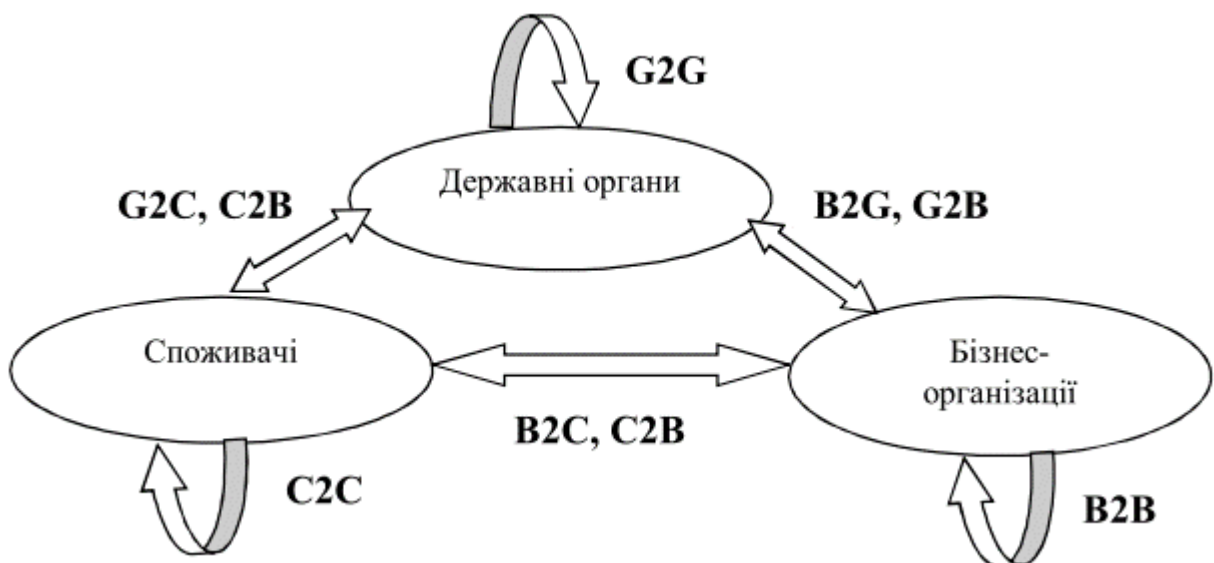 G2G
Державні органи
G2C, C2B
B2G, G2B
Споживачі
Бізнес-
організації
B2C, C2B
C2C
B2B